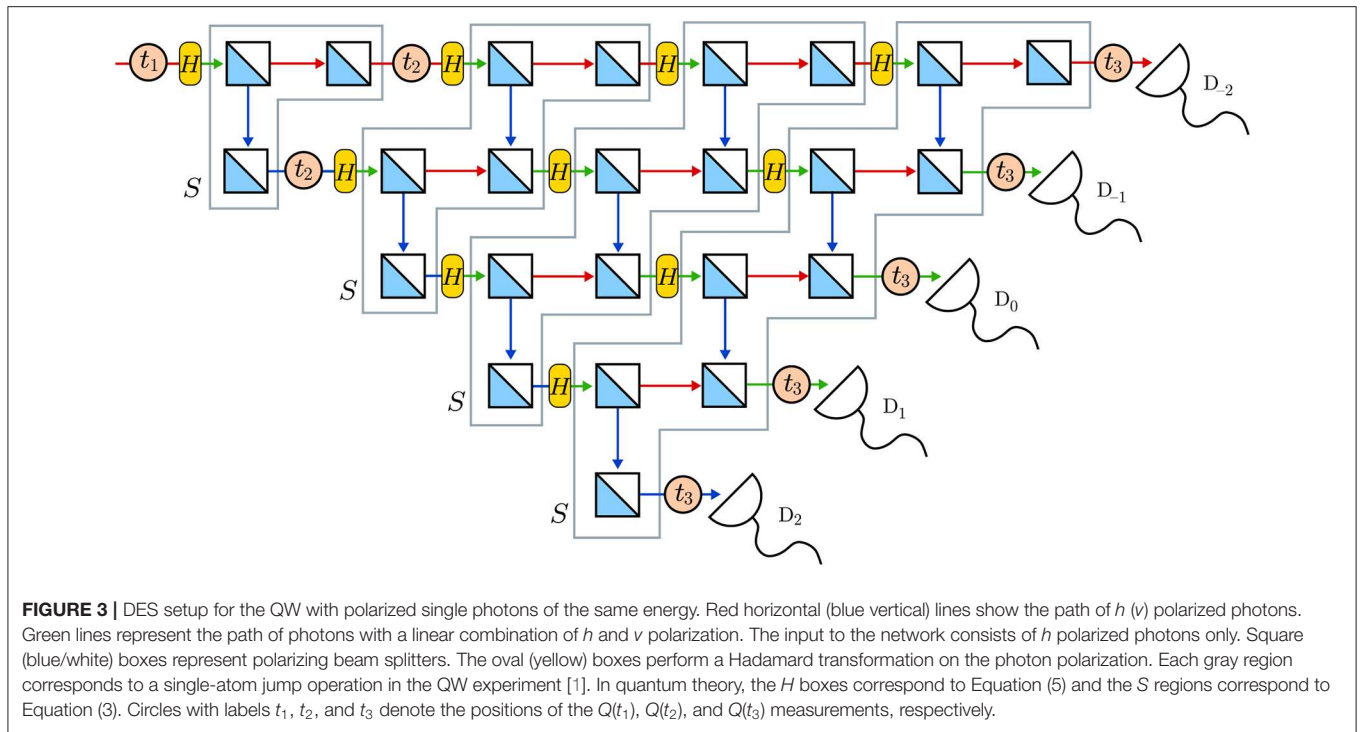 t₁ H t₂ H H H t₃ D₋₂
S t₂ H H H t₃ D₋₁
S H H t₃ D₀
S H t₃ D₁
S t₃ D₂
FIGURE 3 | DES setup for the QW with polarized single photons of the same energy. Red horizontal (blue vertical) lines show the path of h (v) polarized photons.
Green lines represent the path of photons with a linear combination of h and v polarization. The input to the network consists of h polarized photons only. Square
(blue/white) boxes represent polarizing beam splitters. The oval (yellow) boxes perform a Hadamard transformation on the photon polarization. Each gray region
corresponds to a single-atom jump operation in the QW experiment [1]. In quantum theory, the H boxes correspond to Equation (5) and the S regions correspond to
Equation (3). Circles with labels t₁, t₂, and t₃ denote the positions of the Q(t₁), Q(t₂), and Q(t₃) measurements, respectively.